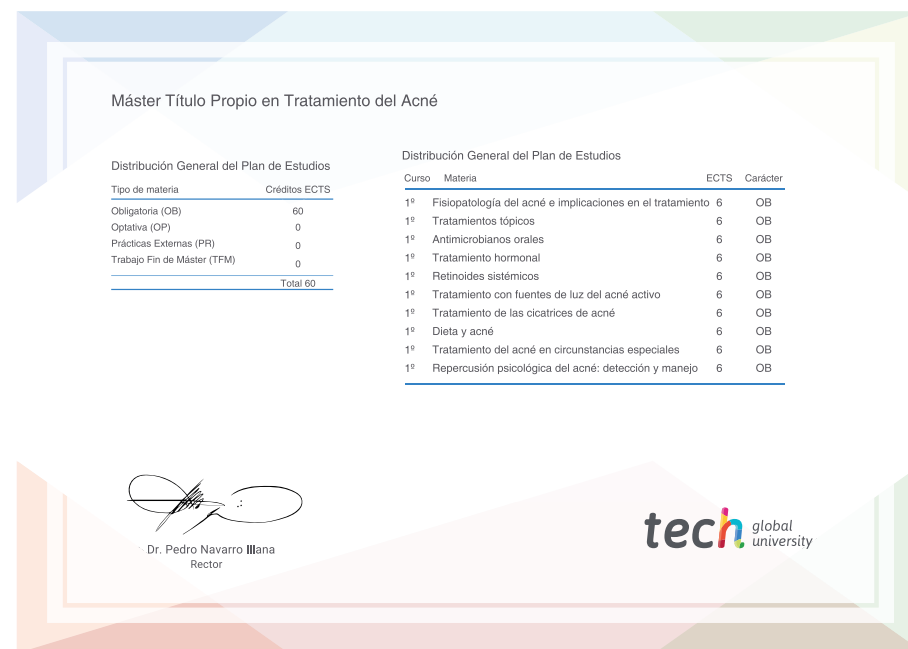 Máster Título Propio en Tratamiento del Acné
Distribución General del Plan de Estudios
Tipo de materia Créditos ECTS
Obligatoria (OB) 60
Optativa (OP) 0
Prácticas Externas (PR) 0
Trabajo Fin de Máster (TFM) 0
Total 60
Distribución General del Plan de Estudios
Curso Materia ECTS Carácter
1º Fisiopatología del acné e implicaciones en el tratamiento 6 OB
1º Tratamientos tópicos 6 OB
1º Antimicrobianos orales 6 OB
1º Tratamiento hormonal 6 OB
1º Retinoides sistémicos 6 OB
1º Tratamiento con fuentes de luz del acné activo 6 OB
1º Tratamiento de las cicatrices de acné 6 OB
1º Dieta y acné 6 OB
1º Tratamiento del acné en circunstancias especiales 6 OB
1º Repercusión psicológica del acné: detección y manejo 6 OB
Dr. Pedro Navarro Illana
Rector
tech global
university